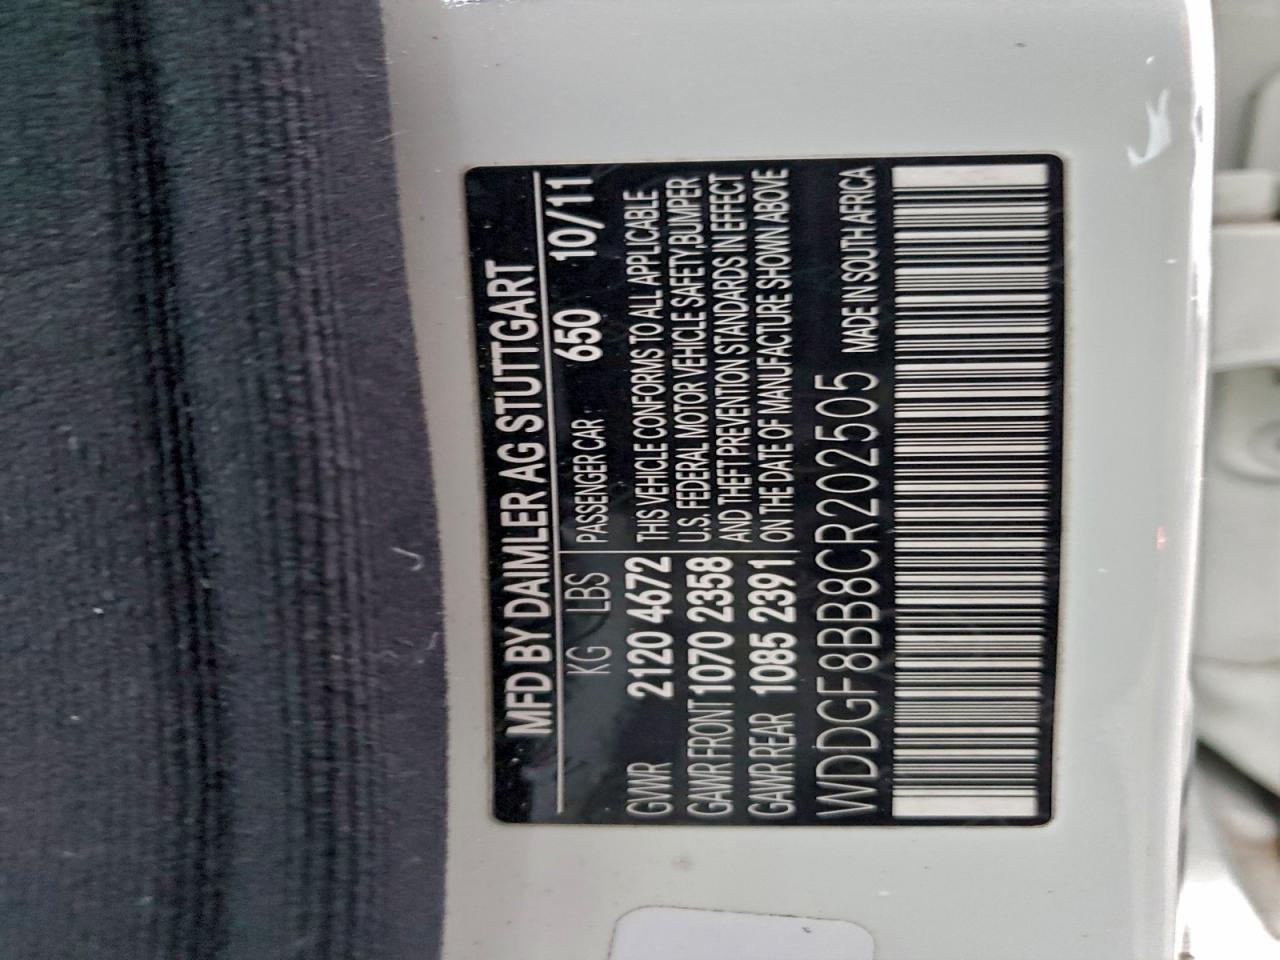 MFD BY DAIMLER AG STUTTGART
KG LBS PASSENGER CAR 650 10/11
GVWR 2120 4672 THIS VEHICLE CONFORMS TO ALL APPLICABLE
U.S. FEDERAL MOTOR VEHICLE SAFETY,BUMPER
GAWR FRONT 1070 2358 AND THEFT PREVENTION STANDARDS IN EFFECT
GAWR REAR 1085 2391 ON THE DATE OF MANUFACTURE SHOWN ABOVE
WDDGF8BB8CR202505 MADE IN SOUTH AFRICA